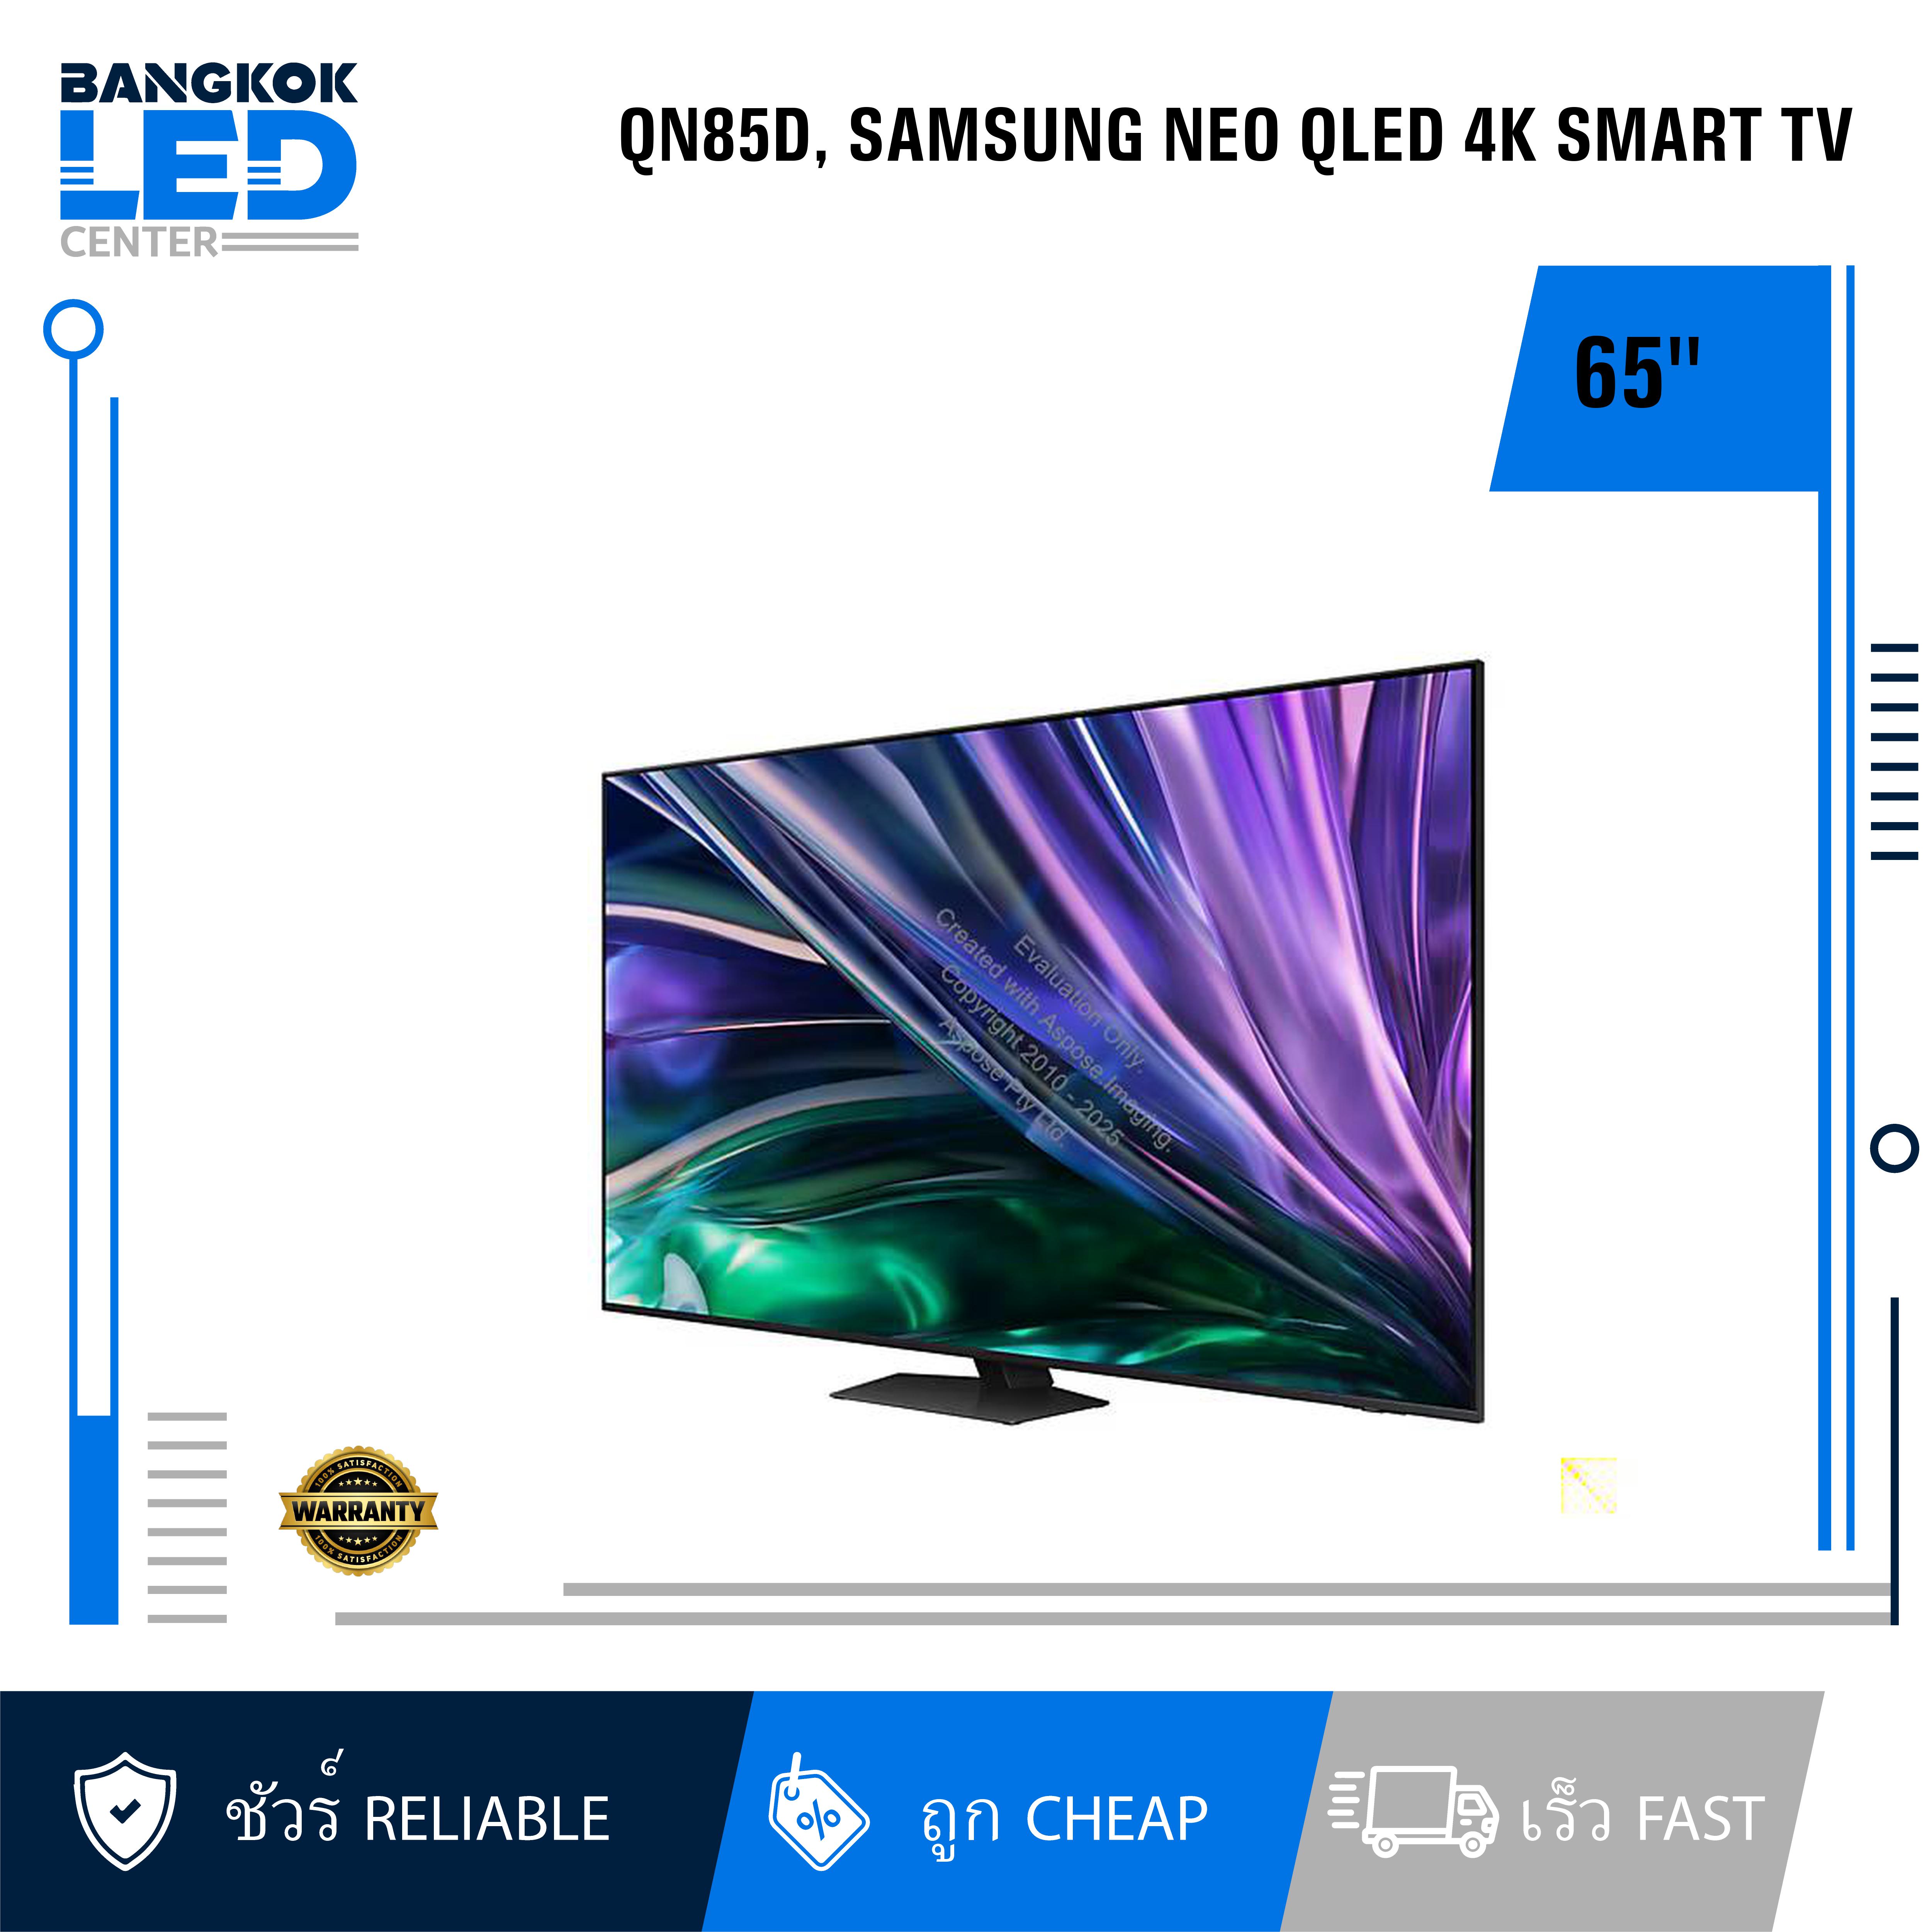 BANGKOK
LED
CENTER
QN85D, SAMSUNG NEO QLED 4K SMART TV
65"
Evaluation Only.
Created with Aspose.Imaging.
Copyright 2010 - 2025
Aspose Pty Ltd.
100% SATISFACTION
WARRANTY
100% SATISFACTION
ชัวร์ RELIABLE
% ถูก CHEAP
เร็ว FAST